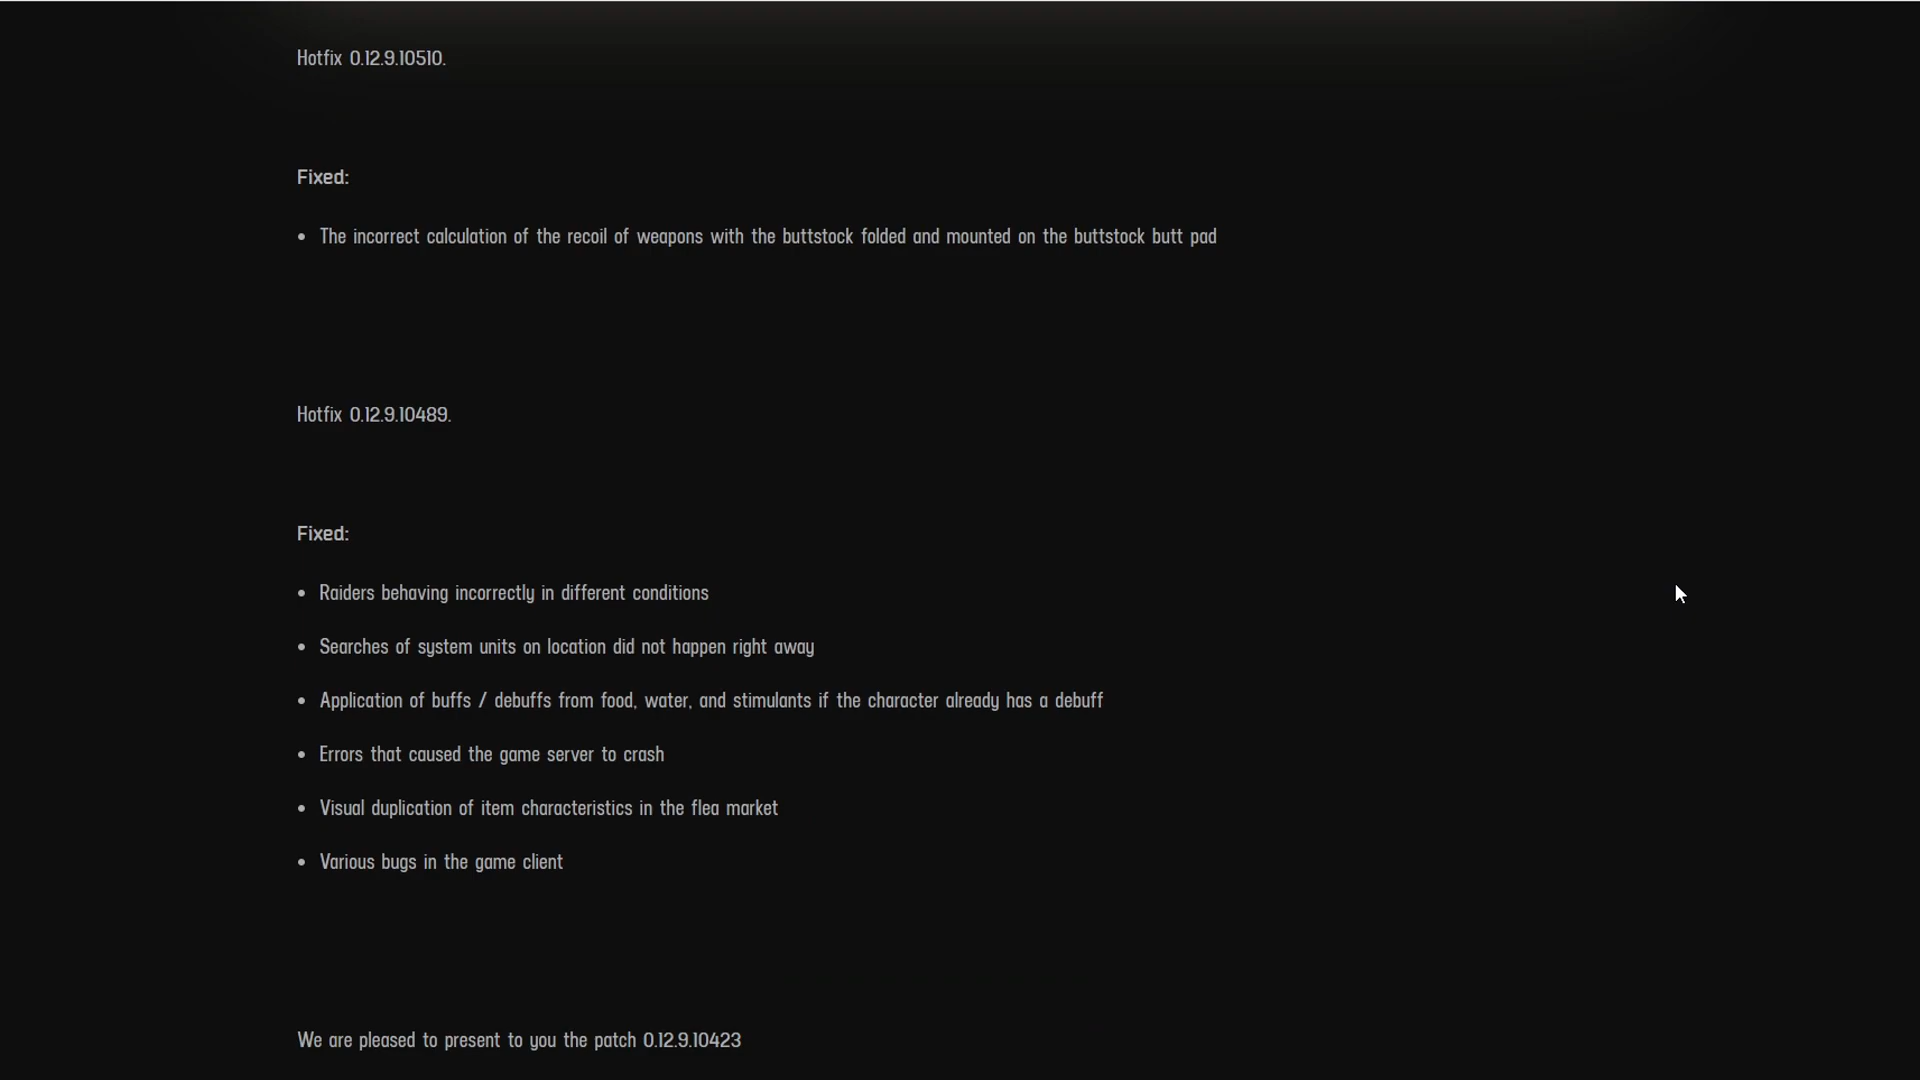 Hotfix 0.12.9.10510.
Fixed:
• The incorrect calculation of the recoil of weapons with the buttstock folded and mounted on the buttstock butt pad
Hotfix 0.12.9.10489.
Fixed:
• Raiders behaving incorrectly in different conditions
• Searches of system units on location did not happen right away
• Application of buffs / debuffs from food, water, and stimulants if the character already has a debuff
• Errors that caused the game server to crash
• Visual duplication of item characteristics in the flea market
• Various bugs in the game client
We are pleased to present to you the patch 0.12.9.10423